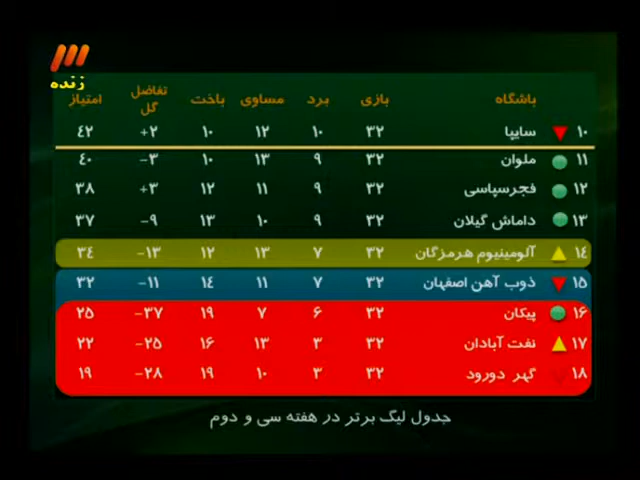 زنده
باشگاه بازی برد مساوی باخت تفاضل گل امتیاز
۱۰ سایپا ۳۲ ۱۰ ۱۲ ۱۰ +۲ ۴۲
۱۱ ملوان ۳۲ ۹ ۱۳ ۱۰ -۳ ۴۰
۱۲ فجرسپاسی ۳۲ ۹ ۱۱ ۱۲ +۳ ۳۸
۱۳ داماش گیلان ۳۲ ۹ ۱۰ ۱۳ -۹ ۳۷
۱۴ آلومینیوم هرمزگان ۳۲ ۷ ۱۳ ۱۲ -۱۳ ۳۴
۱۵ ذوب آهن اصفهان ۳۲ ۷ ۱۱ ۱۴ -۱۱ ۳۲
۱۶ پیکان ۳۲ ۶ ۷ ۱۹ -۳۷ ۲۵
۱۷ نفت آبادان ۳۲ ۳ ۱۳ ۱۶ -۲۵ ۲۲
۱۸ گهر دورود ۳۲ ۳ ۱۰ ۱۹ -۲۸ ۱۹
جدول لیگ برتر در هفته سی و دوم